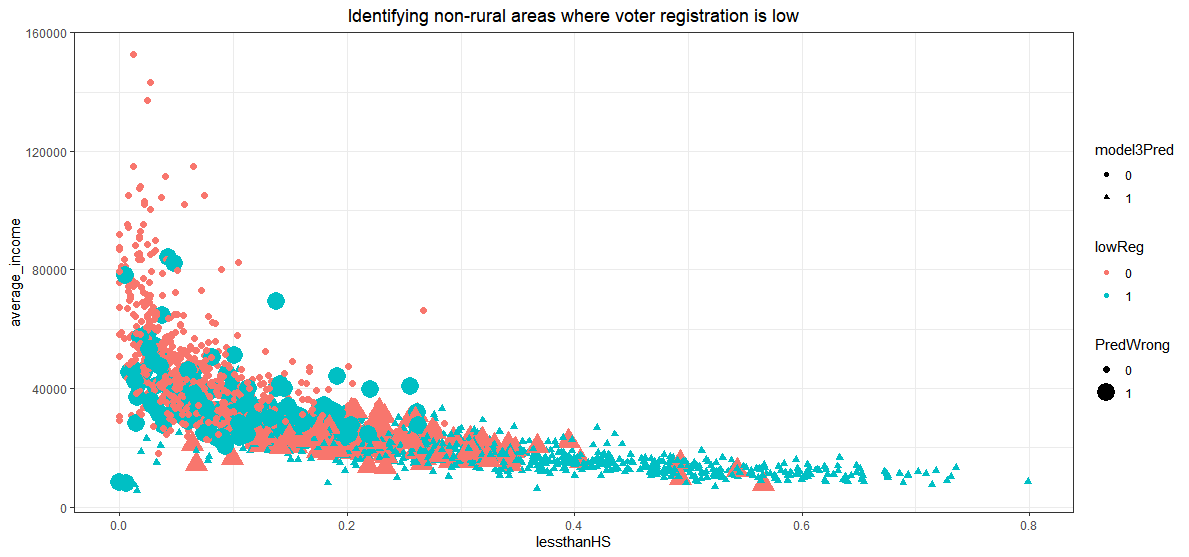 Identifying non-rural areas where voter registration is low
160000
120000
80000
40000
0
average_income
0.0
0.2
0.4
0.6
0.8
lessthanHS
model3Pred
0
1
lowReg
0
1
PredWrong
0
1